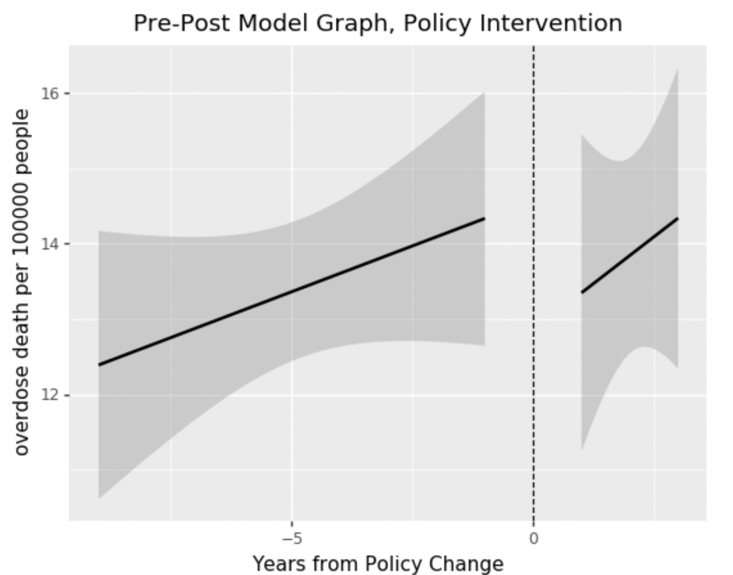 Pre-Post Model Graph, Policy Intervention
overdose death per 100000 people
16
14
12
−5
0
Years from Policy Change